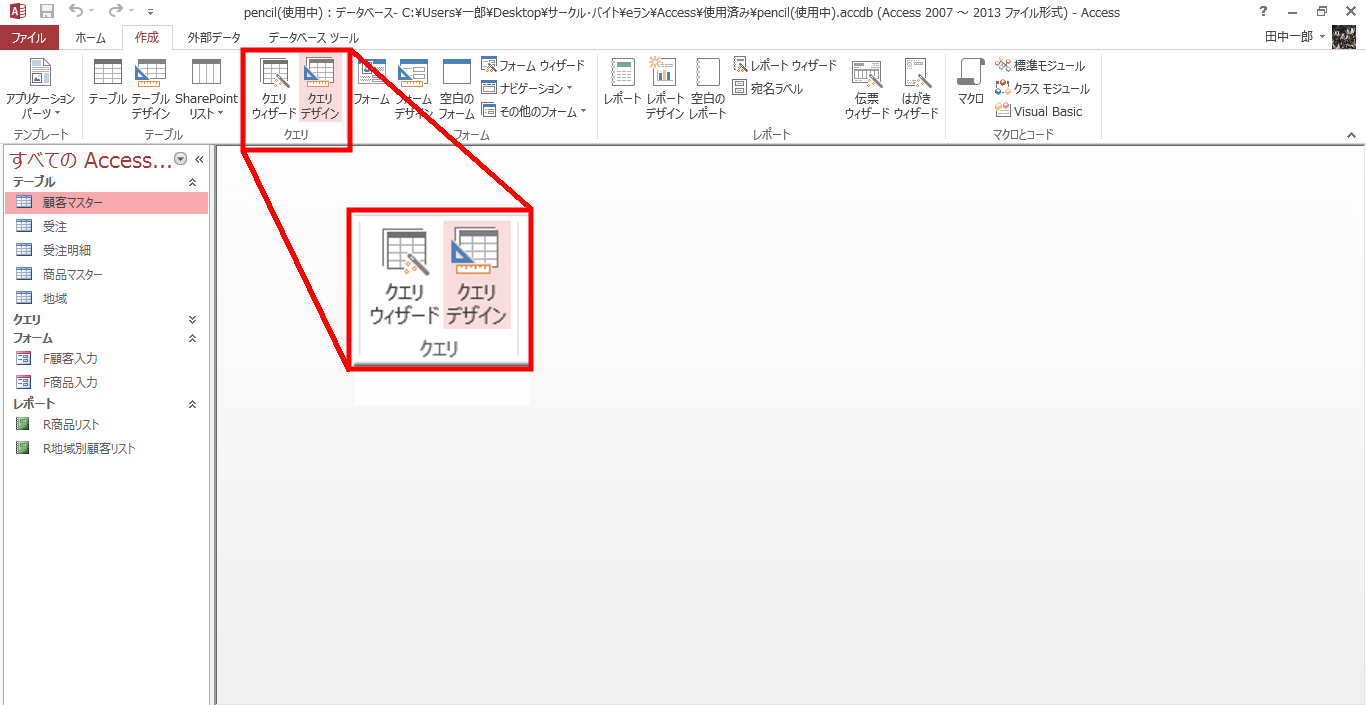 pencil(使用中) : データベース- C:¥Users¥一郎¥Desktop¥サークル・バイト¥eラン¥Access¥使用済み¥pencil(使用中).accdb (Access 2007 ～ 2013 ファイル形式) - Access
ファイル ホーム 作成 外部データ データベース ツール 田中一郎
アプリケーション パーツ
テーブル
テーブル デザイン
SharePoint リスト
クエリ ウィザード
クエリ デザイン
フォーム
フォーム デザイン
空白の フォーム
フォーム ウィザード
ナビゲーション
その他のフォーム
レポート
レポート デザイン
空白の レポート
レポート ウィザード
宛名ラベル
伝票 ウィザード
はがき ウィザード
マクロ
標準モジュール
クラス モジュール
Visual Basic
テンプレート テーブル クエリ フォーム レポート マクロとコード
すべての Access...
テーブル
顧客マスター
受注
受注明細
商品マスター
地域
クエリ
フォーム
F顧客入力
F商品入力
レポート
R商品リスト
R地域別顧客リスト
クエリ ウィザード
クエリ デザイン
クエリ